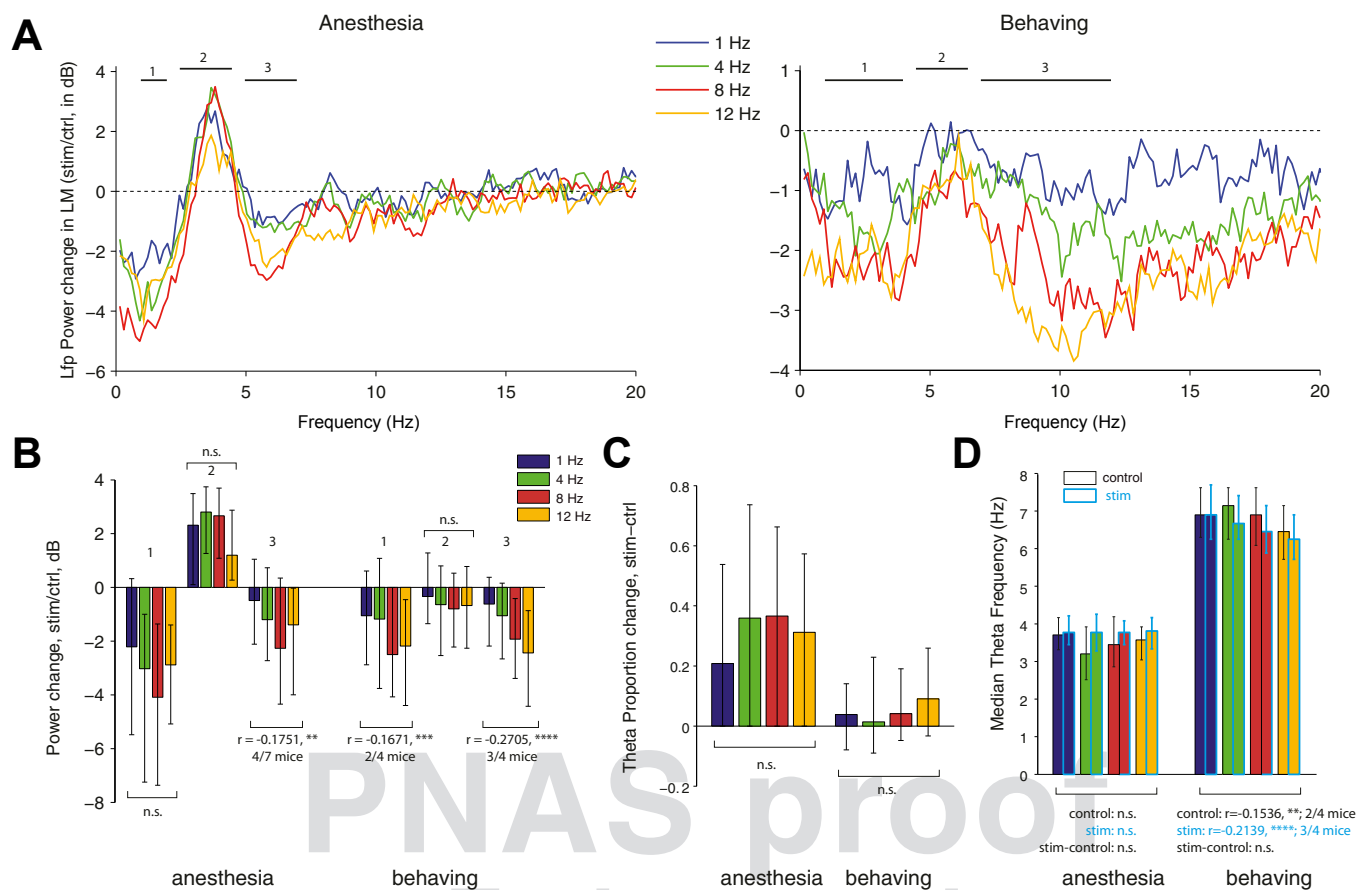 A
Anesthesia
Behaving
1 Hz
4 Hz
8 Hz
12 Hz
Lfp Power change in LM (stim/ctrl, in dB)
4
2
0
−2
−4
−6
1
2
3
0
5
10
15
20
Frequency (Hz)
1
0
−1
−2
−3
−4
1
2
3
0
5
10
15
20
Frequency (Hz)
B
Power change, stim/ctrl, dB
4
2
0
−2
−4
−6
−8
n.s.
2
1
3
1 Hz
4 Hz
8 Hz
12 Hz
n.s.
1
2
3
n.s.
r = -0.1751, **
4/7 mice
r = -0.1671, ***
2/4 mice
r = -0.2705, ****
3/4 mice
anesthesia
behaving
C
Theta Proportion change, stim−ctrl
0.8
0.6
0.4
0.2
0
−0.2
n.s.
n.s.
anesthesia
behaving
D
Median Theta Frequency (Hz)
8
7
6
5
4
3
2
1
0
control
stim
control: n.s.
stim: n.s.
stim-control: n.s.
control: r=-0.1536, **; 2/4 mice
stim: r=-0.2139, ****; 3/4 mice
stim-control: n.s.
anesthesia
behaving
PNAS proof